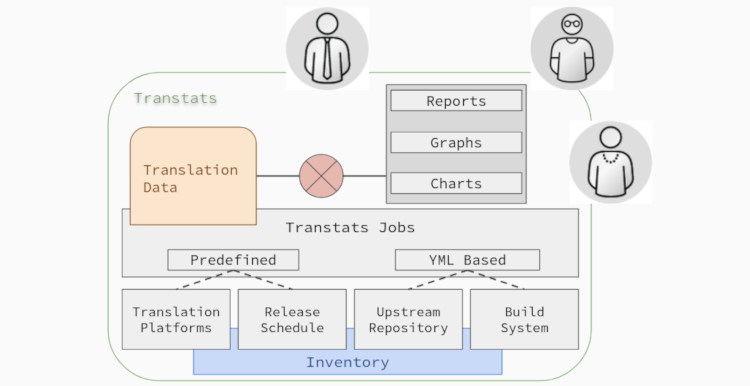 Transtats
Reports
Translation
Data
Graphs
Charts
Transtats Jobs
Predefined
YML Based
Translation
Platforms
Release
Schedule
Upstream
Repository
Build
System
Inventory